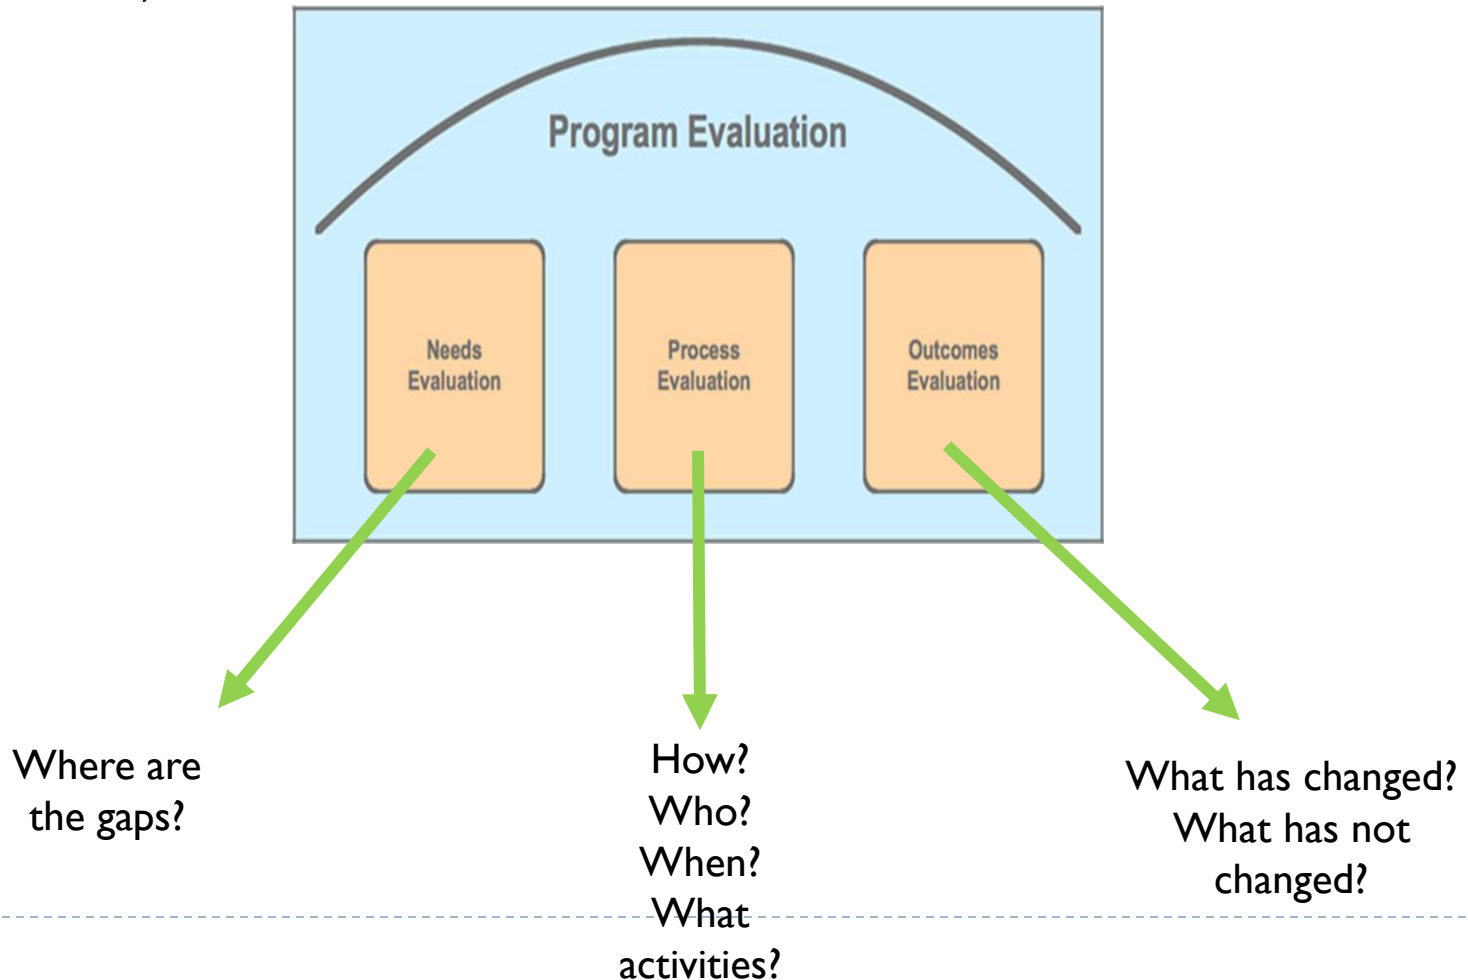 Program Evaluation
Needs
Evaluation
Process
Evaluation
Outcomes
Evaluation
Where are
the gaps?
How?
Who?
When?
What
activities?
What has changed?
What has not
changed?